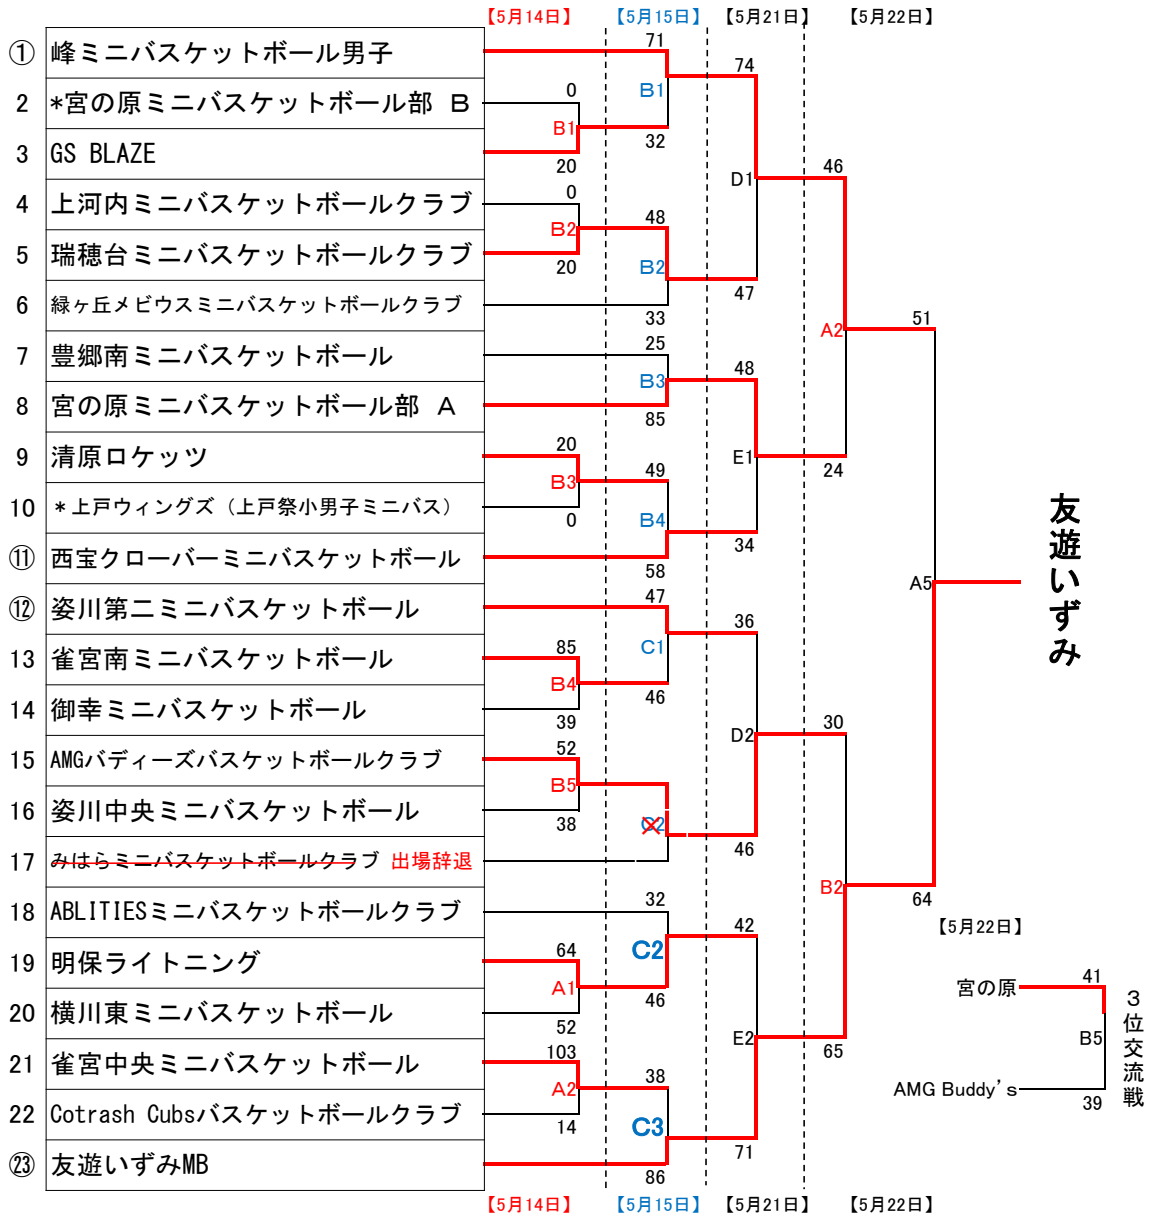 【5月14日】 【5月15日】 【5月21日】 【5月22日】
① 峰ミニバスケットボール男子
2 *宮の原ミニバスケットボール部 B
3 GS BLAZE
4 上河内ミニバスケットボールクラブ
5 瑞穂台ミニバスケットボールクラブ
6 緑ヶ丘メビウスミニバスケットボールクラブ
7 豊郷南ミニバスケットボール
8 宮の原ミニバスケットボール部 A
9 清原ロケッツ
10 *上戸ウィングズ（上戸祭小男子ミニバス）
⑪ 西宝クローバーミニバスケットボール
⑫ 姿川第二ミニバスケットボール
13 雀宮南ミニバスケットボール
14 御幸ミニバスケットボール
15 AMGバディーズバスケットボールクラブ
16 姿川中央ミニバスケットボール
17 みはらミニバスケットボールクラブ 出場辞退
18 ABLITIESミニバスケットボールクラブ
19 明保ライトニング
20 横川東ミニバスケットボール
21 雀宮中央ミニバスケットボール
22 Cotrash Cubsバスケットボールクラブ
㉓ 友遊いずみMB
0
B1
20
0
B2
20
20
B3
0
85
B4
39
52
B5
38
64
A1
52
103
A2
14
71
B1
32
48
B2
33
25
B3
85
49
B4
58
47
C1
46
C2
32
C2
46
38
C3
86
74
D1
47
48
E1
34
36
D2
46
42
E2
71
46
A2
24
30
B2
65
51
A5
64
友遊いずみ
【5月22日】
宮の原
41
B5
AMG Buddy's
39
3位交流戦
【5月14日】 【5月15日】 【5月21日】 【5月22日】